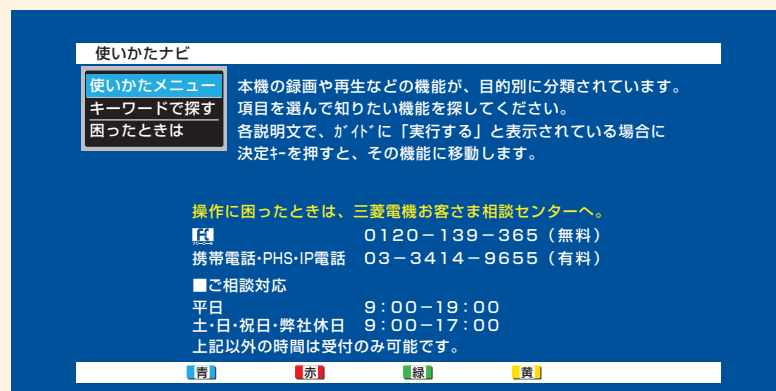 使いかたナビ
使いかたメニュー
キーワードで探す
困ったときは
本機の録画や再生などの機能が、目的別に分類されています。
項目を選んで知りたい機能を探してください。
各説明文で、ｶﾞｲﾄﾞに「実行する」と表示されている場合に
決定ｷｰを押すと、その機能に移動します。
操作に困ったときは、三菱電機お客さま相談センターへ。
0120－139－365（無料）
携帯電話・PHS・IP電話 03－3414－9655（有料）
■ご相談対応
平日 9：00－19：00
土・日・祝日・弊社休日 9：00－17：00
上記以外の時間は受付のみ可能です。
青 赤 緑 黄